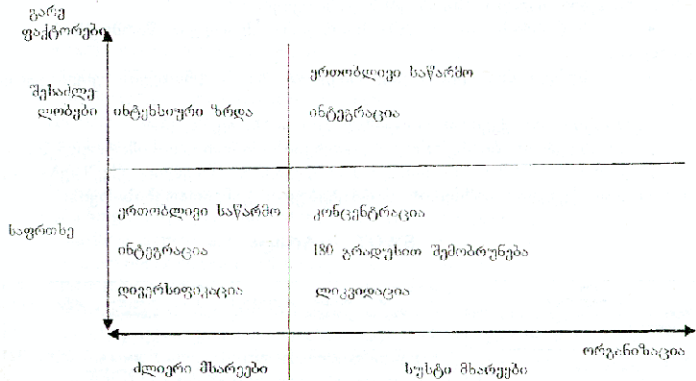 გარე
ფაქტორები
შესაძლე-
ლობები
ინტენსიური ზრდა
ერთობლივი საწარმო
ინტეგრაცია
საფრთხე
ერთობლივი საწარმო
ინტეგრაცია
დივერსიფიკაცია
კონცენტრაცია
180 გრადუსით შემობრუნება
ლიკვიდაცია
ორგანიზაცია
ძლიერი მხარეები
სუსტი მხარეები